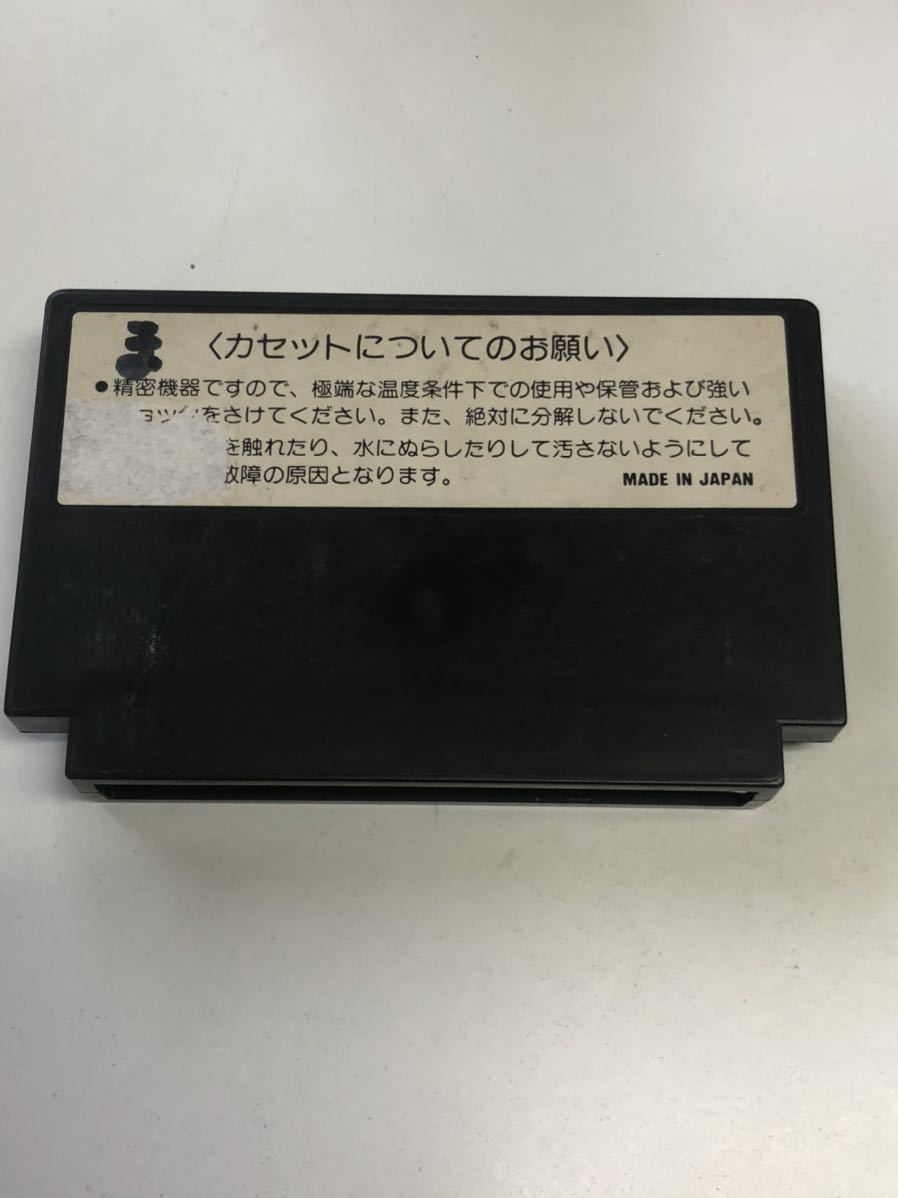 〈カセットについてのお願い〉
●精密機器ですので、極端な温度条件下での使用や保管および強い
ョックをさけてください。また、絶対に分解しないでください。
を触れたり、水にぬらしたりして汚さないようにして
故障の原因となります。
MADE IN JAPAN